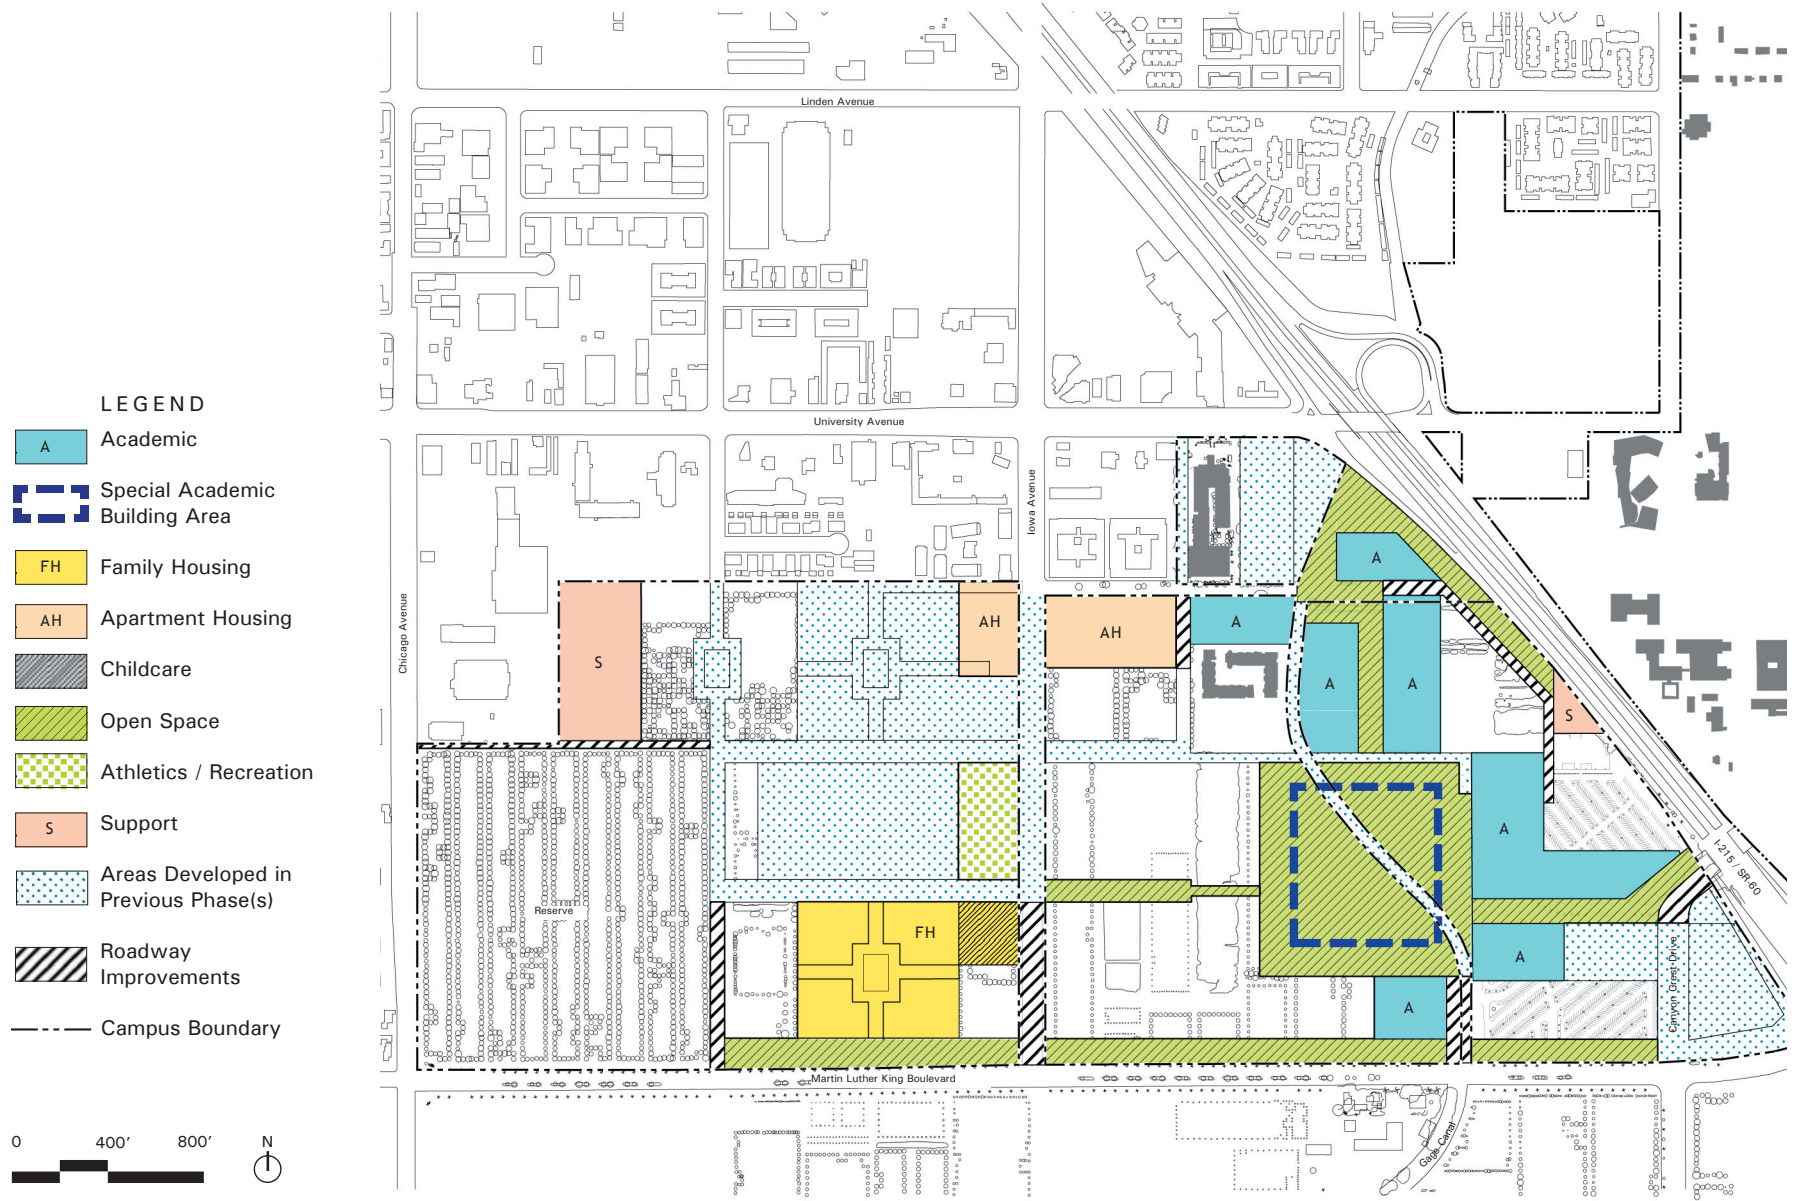 LEGEND
A Academic
Special Academic
Building Area
FH Family Housing
AH Apartment Housing
Childcare
Open Space
Athletics / Recreation
S Support
Areas Developed in
Previous Phase(s)
Roadway
Improvements
Campus Boundary
0 400' 800' N
Linden Avenue
University Avenue
Iowa Avenue
Chicago Avenue
A
S
AH
AH
A
A
A
S
A
I-215 / SR-60
Reserve
FH
A
A
Canyon Crest Drive
Martin Luther King Boulevard
Gage Canal